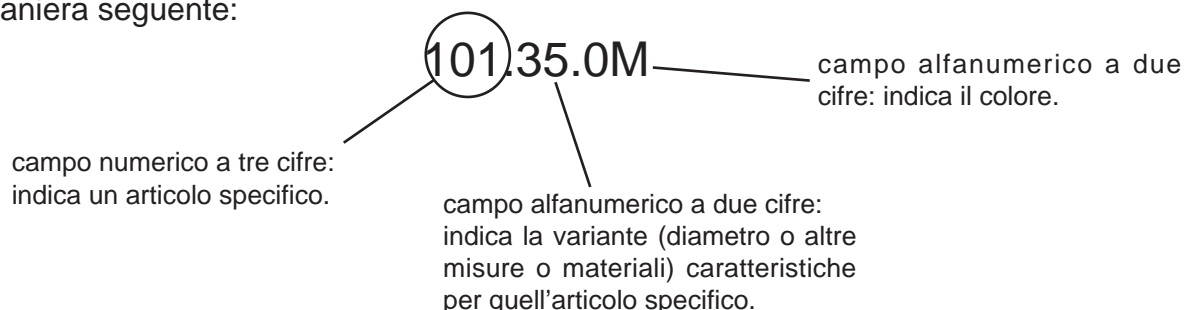 aniera seguente:
101.35.0M
campo alfanumerico a due
cifre: indica il colore.
campo numerico a tre cifre:
indica un articolo specifico.
campo alfanumerico a due cifre:
indica la variante (diametro o altre
misure o materiali) caratteristiche
per quell'articolo specifico.